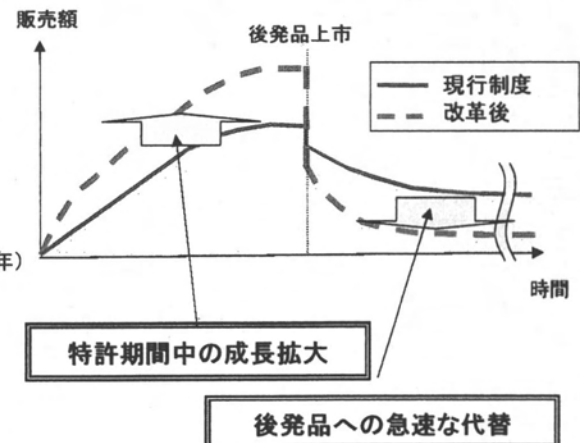 販売額
後発品上市
現行制度
改革後
年）
時間
特許期間中の成長拡大
後発品への急速な代替